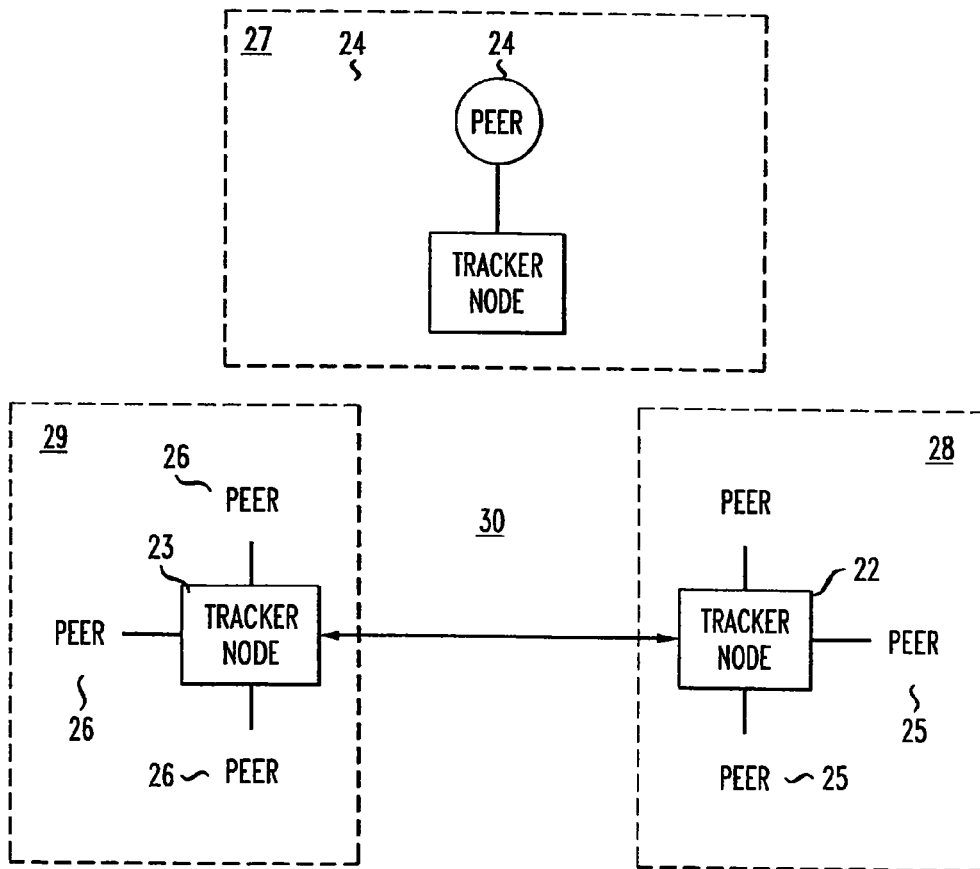 27
24
24
PEER
TRACKER
NODE
29
26
PEER
23
TRACKER
NODE
PEER
26
26
PEER
30
28
PEER
22
TRACKER
NODE
PEER
25
PEER
25